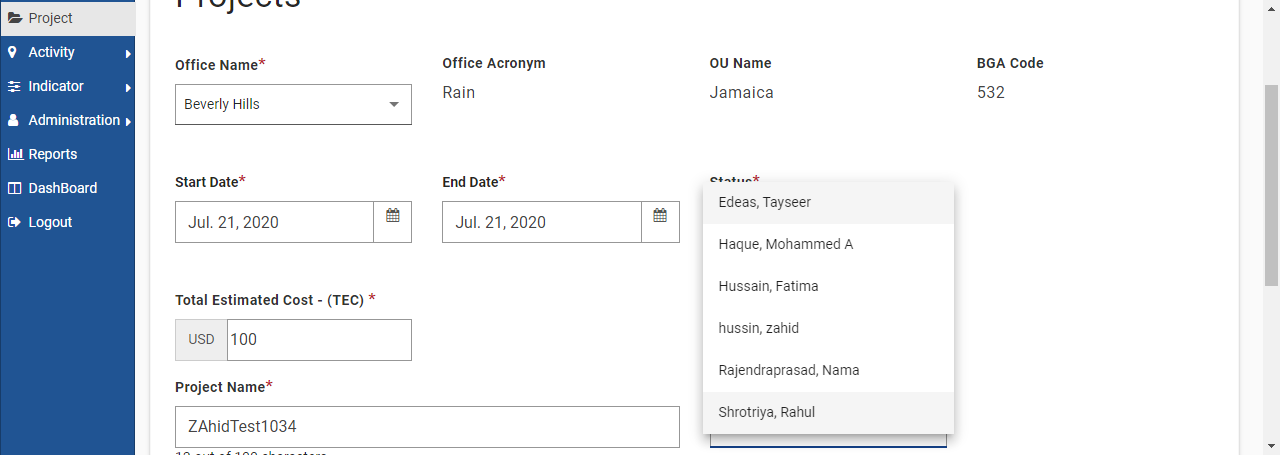 Projects
Project
Activity
Indicator
Administration
Reports
DashBoard
Logout
Office Name*
Office Acronym
OU Name
BGA Code
Beverly Hills
Rain
Jamaica
532
Start Date*
End Date*
Status*
Jul. 21, 2020
Jul. 21, 2020
Edeas, Tayseer
Haque, Mohammed A
Hussain, Fatima
hussin, zahid
Rajendraprasad, Nama
Shrotriya, Rahul
Total Estimated Cost - (TEC) *
USD
100
Project Name*
ZAhidTest1034